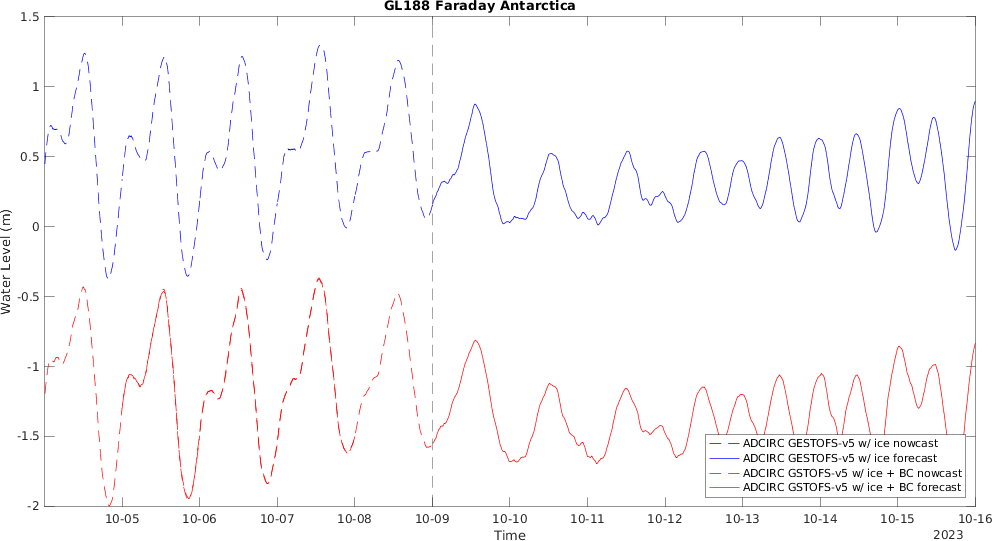 GL188 Faraday Antarctica
1.5
1
0.5
0
-0.5
-1
-1.5
-2
Water Level (m)
ADCIRC GESTOFS-v5 w/ ice nowcast
ADCIRC GESTOFS-v5 w/ ice forecast
ADCIRC GSTOFS-v5 w/ ice + BC nowcast
ADCIRC GSTOFS-v5 w/ ice + BC forecast
10-05 10-06 10-07 10-08 10-09 10-10 10-11 10-12 10-13 10-14 10-15 10-16
Time
2023